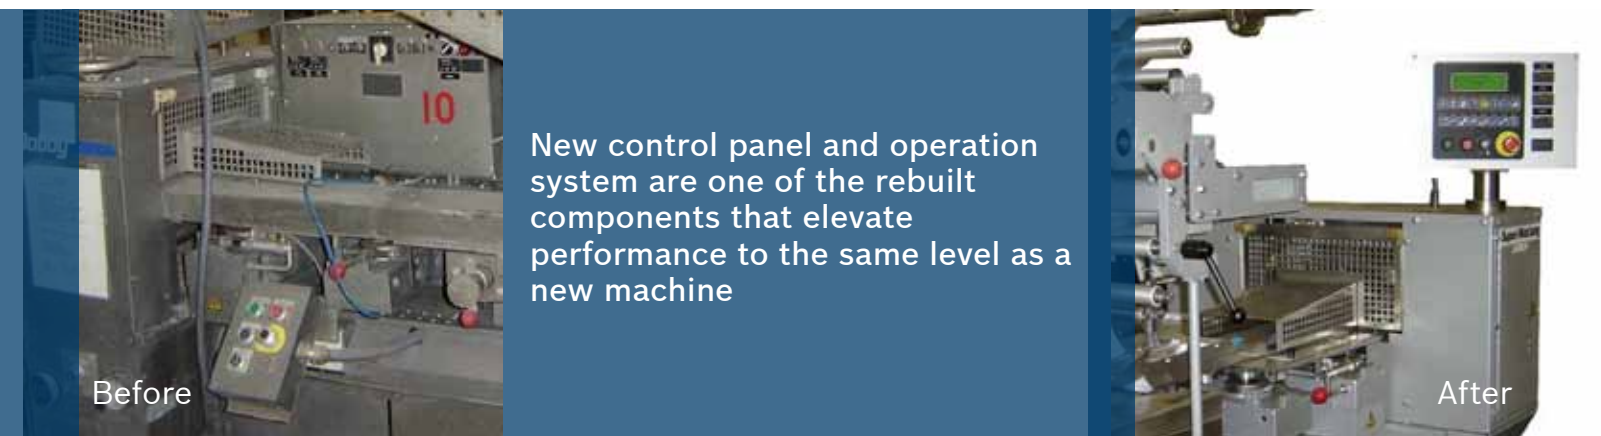 10
Before
New control panel and operation
system are one of the rebuilt
components that elevate
performance to the same level as a
new machine
After